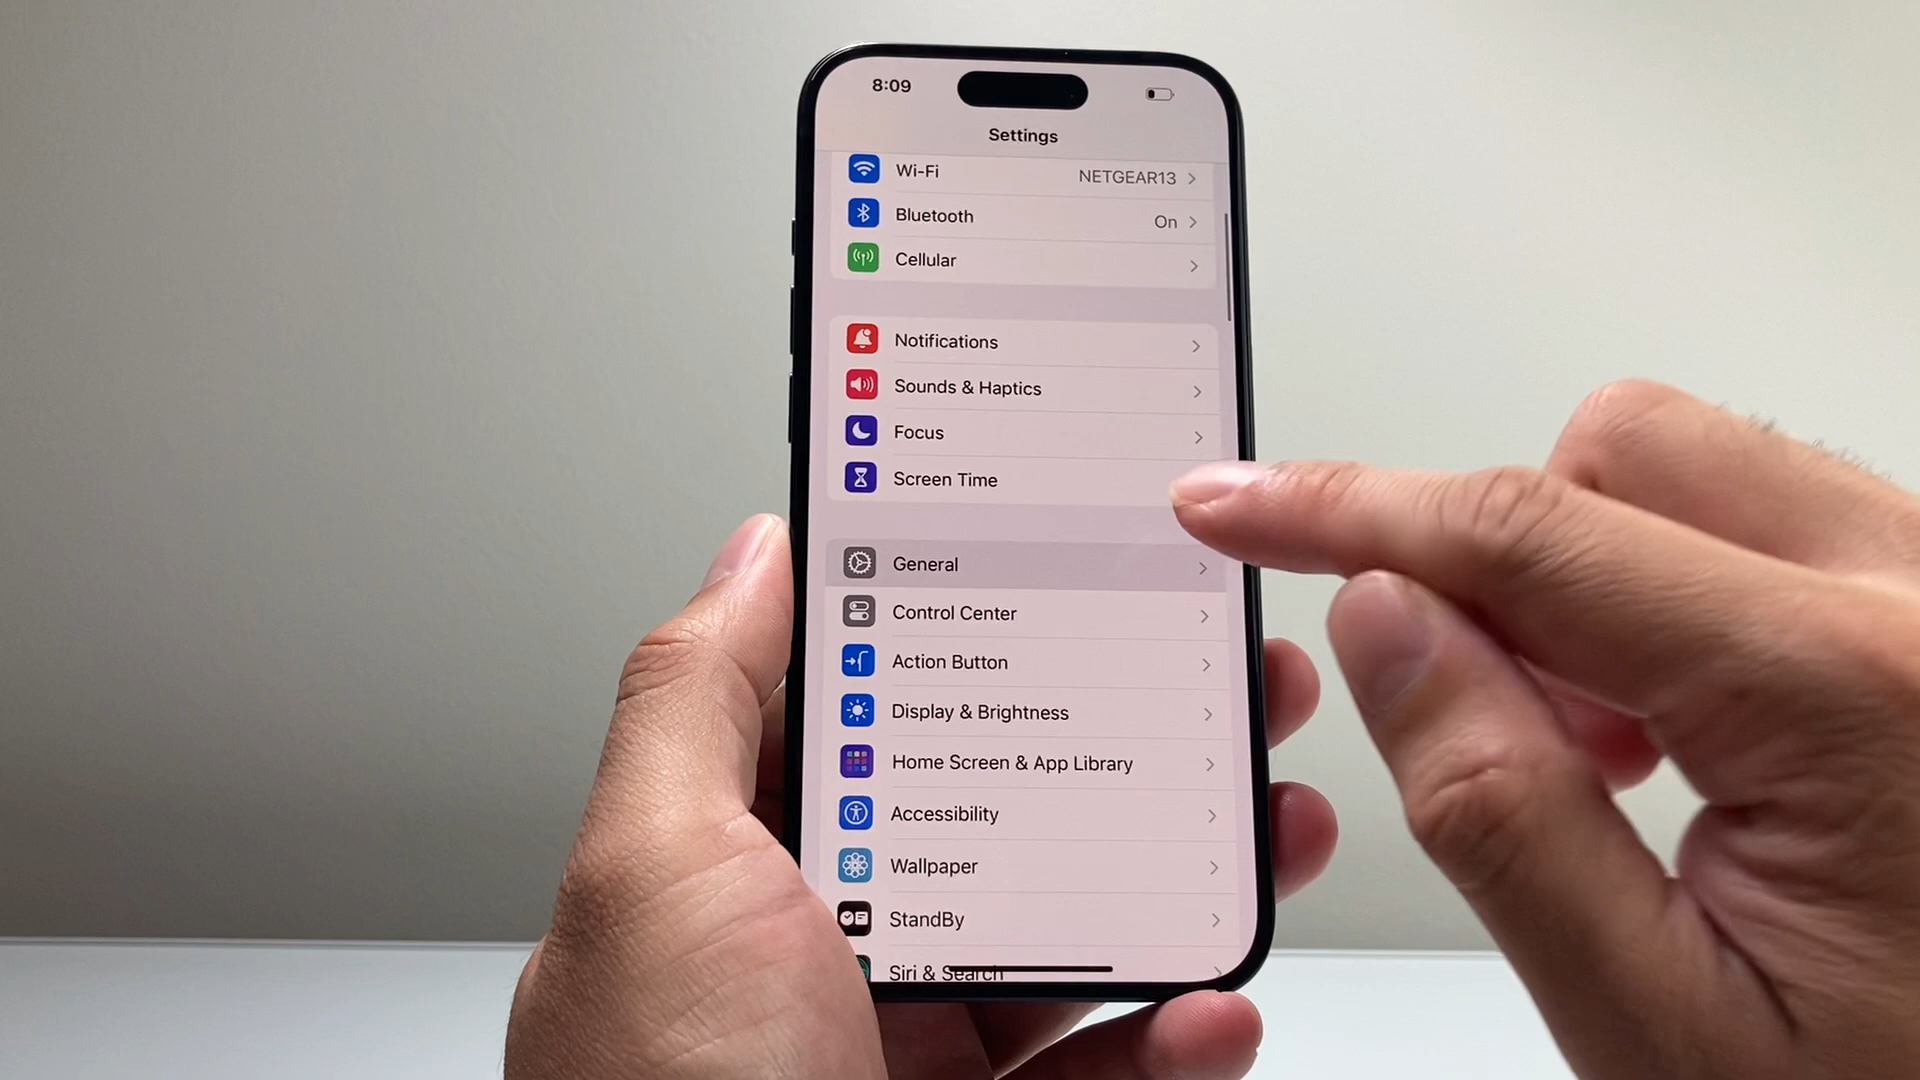 8:09
Settings
Wi-Fi NETGEAR13
Bluetooth On
Cellular
Notifications
Sounds & Haptics
Focus
Screen Time
General
Control Center
Action Button
Display & Brightness
Home Screen & App Library
Accessibility
Wallpaper
StandBy
Siri & Search